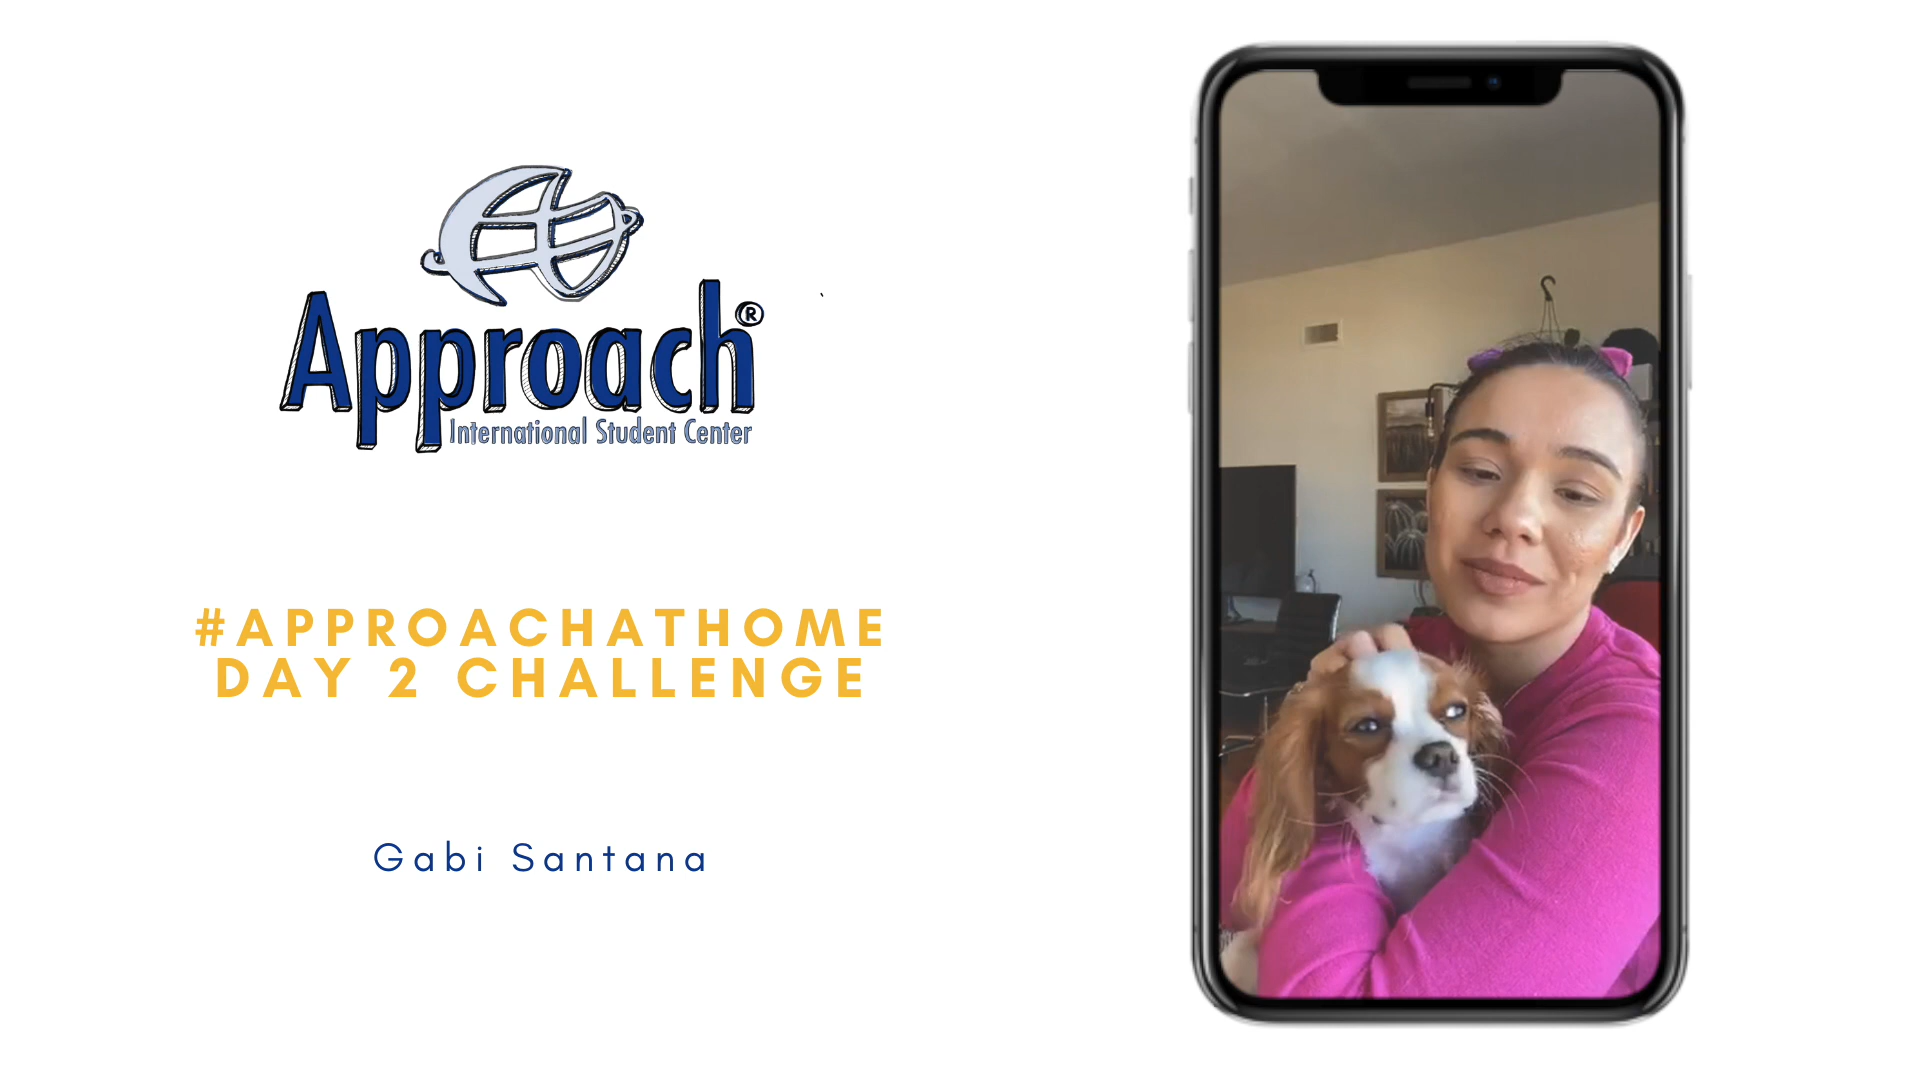 Approach®
International Student Center
#APPROACHATHOME
DAY 2 CHALLENGE
Gabi Santana